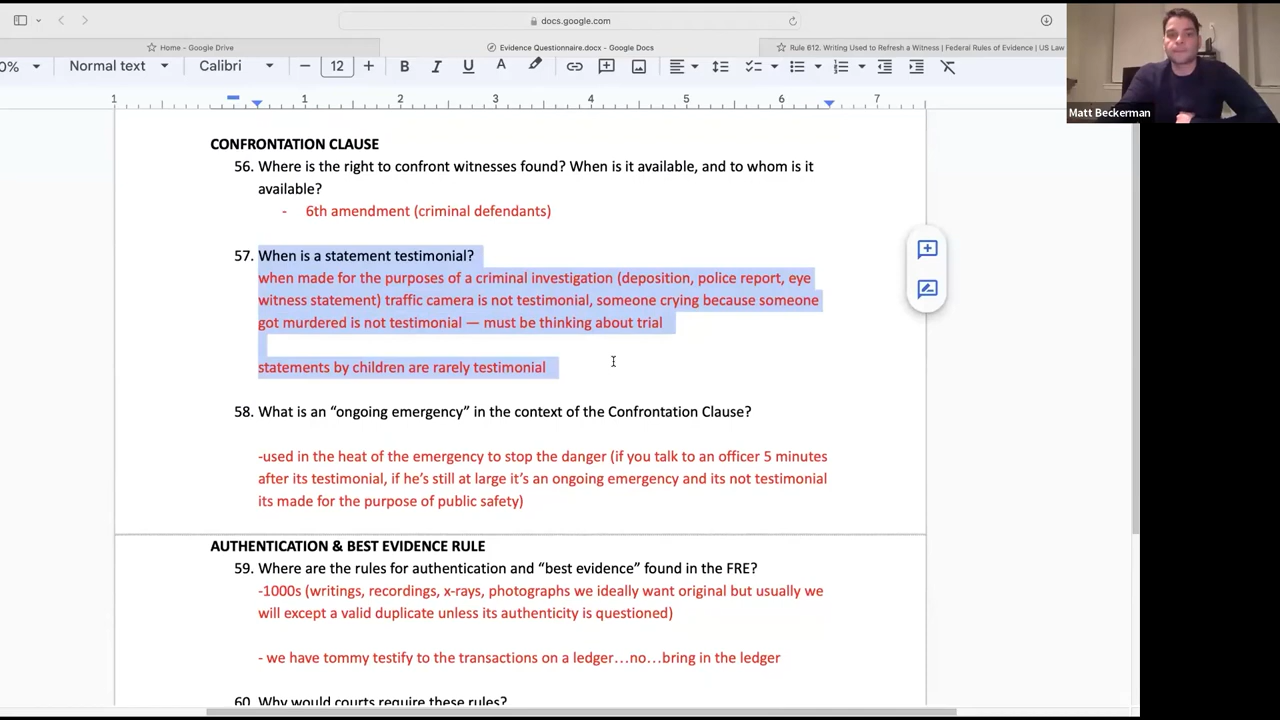 docs.google.com
Home - Google Drive
Evidence Questionnaire.docx - Google Docs
Rule 612. Writing Used to Refresh a Witness | Federal Rules of Evidence | US Law
0%
Normal text
Calibri
12
B I U A
1 1 2 3 4 5 6 7
Matt Beckerman
CONFRONTATION CLAUSE
56. Where is the right to confront witnesses found? When is it available, and to whom is it
available?
- 6th amendment (criminal defendants)
57. When is a statement testimonial?
when made for the purposes of a criminal investigation (deposition, police report, eye
witness statement) traffic camera is not testimonial, someone crying because someone
got murdered is not testimonial — must be thinking about trial
statements by children are rarely testimonial
58. What is an “ongoing emergency” in the context of the Confrontation Clause?
-used in the heat of the emergency to stop the danger (if you talk to an officer 5 minutes
after its testimonial, if he’s still at large it’s an ongoing emergency and its not testimonial
its made for the purpose of public safety)
AUTHENTICATION & BEST EVIDENCE RULE
59. Where are the rules for authentication and “best evidence” found in the FRE?
-1000s (writings, recordings, x-rays, photographs we ideally want original but usually we
will except a valid duplicate unless its authenticity is questioned)
- we have tommy testify to the transactions on a ledger…no…bring in the ledger
60. Why would courts require these rules?